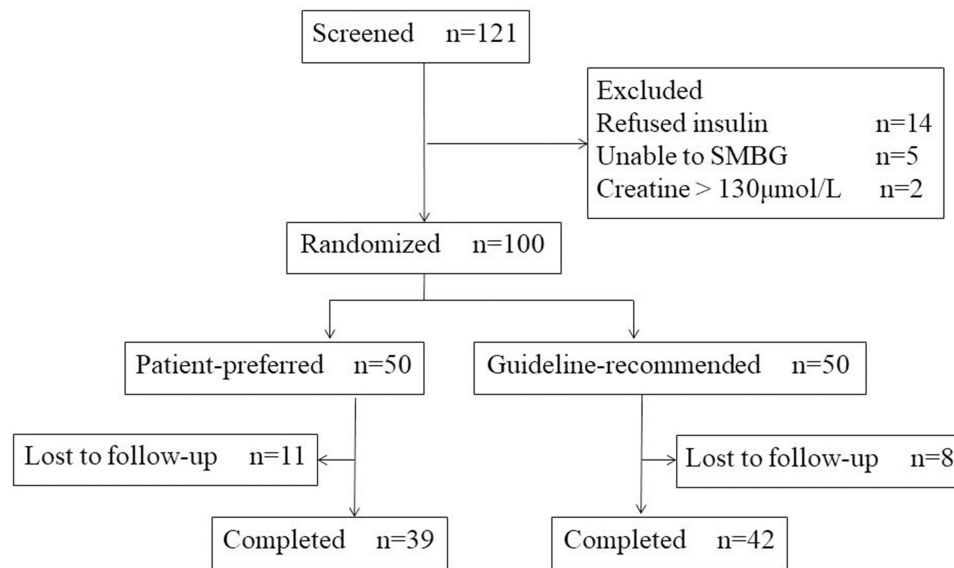 Screened n=121
Excluded
Refused insulin n=14
Unable to SMBG n=5
Creatine > 130μmol/L n=2
Randomized n=100
Patient-preferred n=50
Guideline-recommended n=50
Lost to follow-up n=11
Lost to follow-up n=8
Completed n=39
Completed n=42